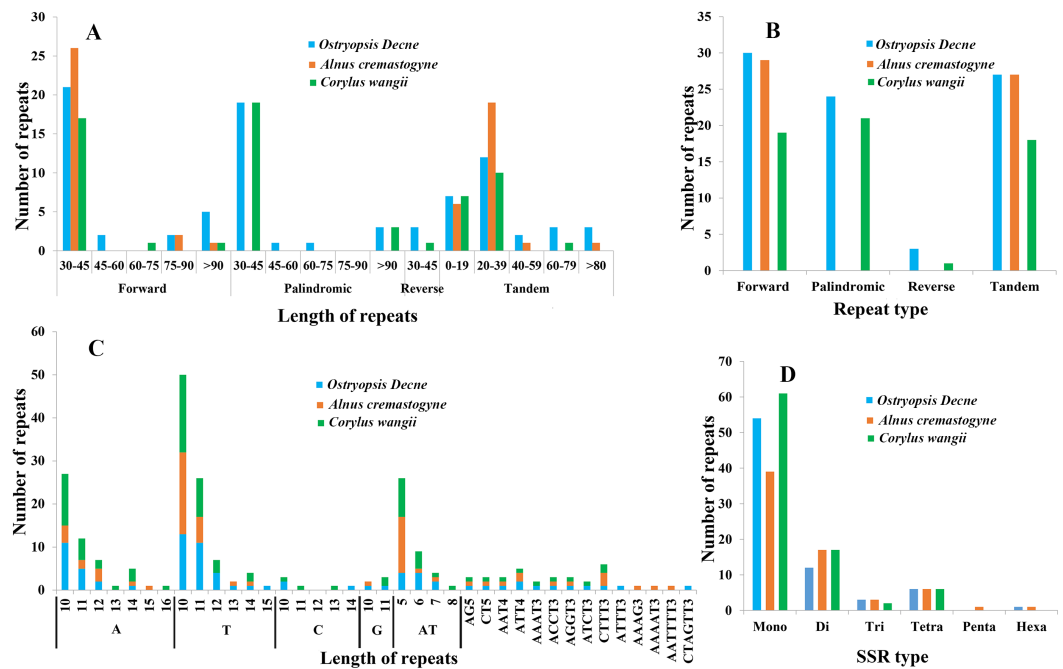 A
Ostryopsis Decne
Alnus cremastogyne
Corylus wangii
Number of repeats
30
25
20
15
10
5
0
30-45 45-60 60-75 75-90 >90 30-45 45-60 60-75 75-90 >90 30-45 0-19 20-39 40-59 60-79 >80
Forward Palindromic Reverse Tandem
Length of repeats
B
Ostryopsis Decne
Alnus cremastogyne
Corylus wangii
Number of repeats
35
30
25
20
15
10
5
0
Forward Palindromic Reverse Tandem
Repeat type
C
Ostryopsis Decne
Alnus cremastogyne
Corylus wangii
Number of repeats
60
50
40
30
20
10
0
10 11 12 13 14 15 16 10 11 12 13 14 15 10 11 12 13 14 10 11 5 6 7 8 AG5 CT5 AAT4 ATT4 AAAT3 ACCT3 AGGT3 ATCT3 CTTT3 ATTT3 AAAG3 AAAAT3 AATTTT3 CTAGTT3
A T C G AT
Length of repeats
D
Ostryopsis Decne
Alnus cremastogyne
Corylus wangii
Number of repeats
70
60
50
40
30
20
10
0
Mono Di Tri Tetra Penta Hexa
SSR type